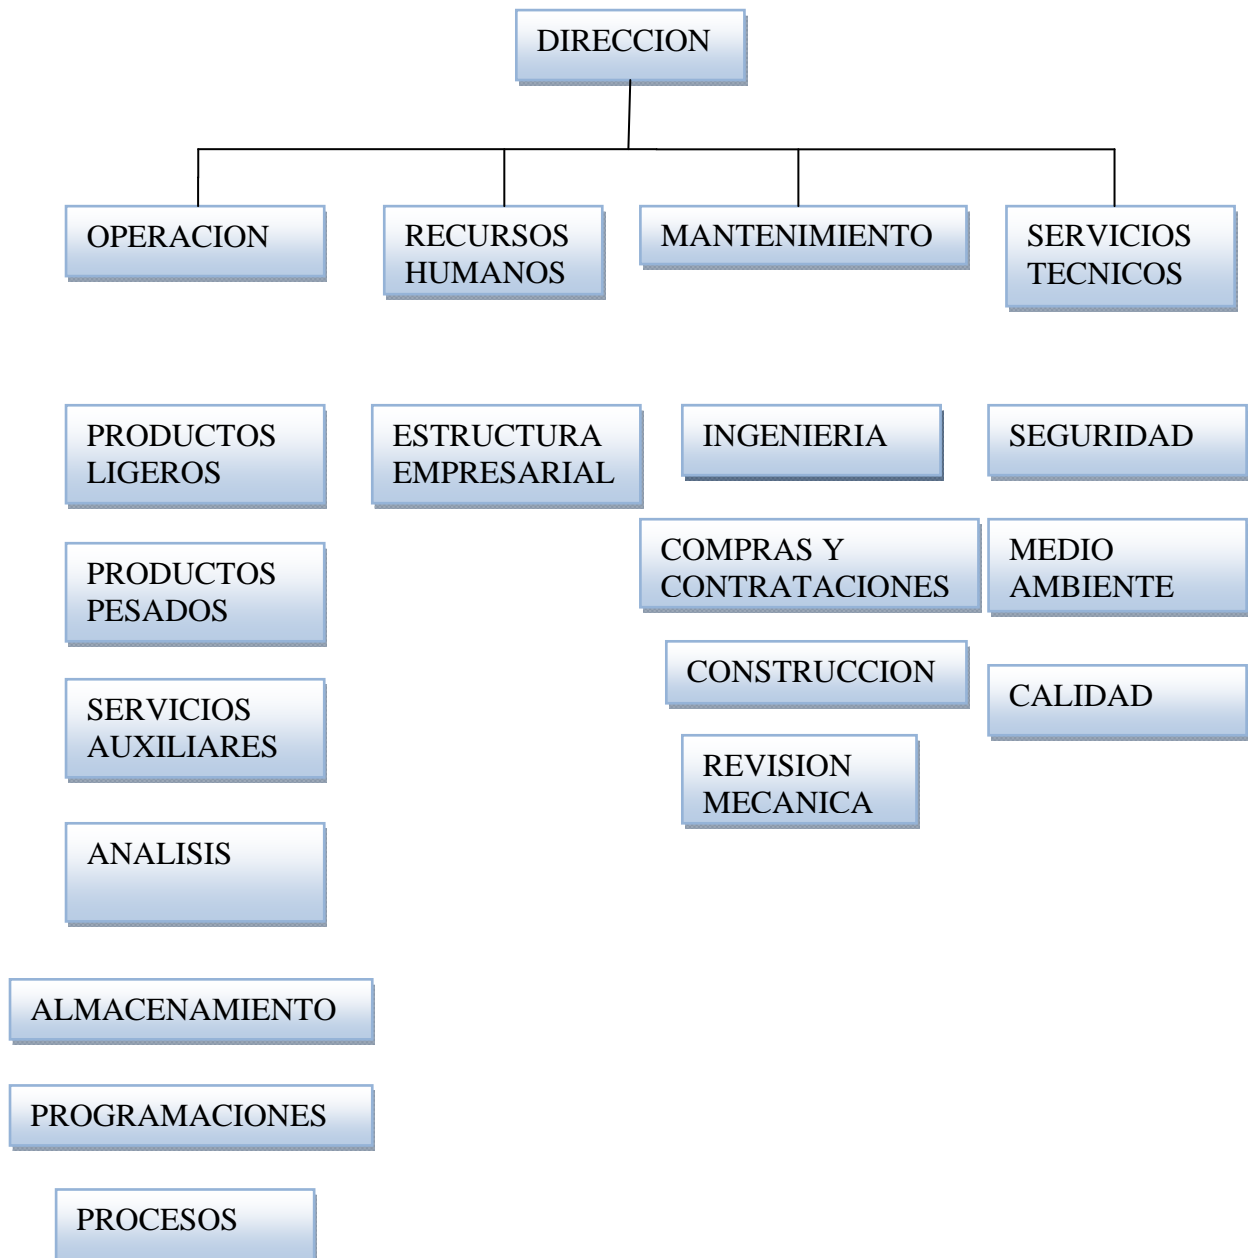 DIRECCION
OPERACION
RECURSOS
HUMANOS
MANTENIMIENTO
SERVICIOS
TECNICOS
PRODUCTOS
LIGEROS
ESTRUCTURA
EMPRESARIAL
INGENIERIA
SEGURIDAD
PRODUCTOS
PESADOS
COMPRAS Y
CONTRATACIONES
MEDIO
AMBIENTE
SERVICIOS
AUXILIARES
CONSTRUCCION
CALIDAD
REVISION
MECANICA
ANALISIS
ALMACENAMIENTO
PROGRAMACIONES
PROCESOS